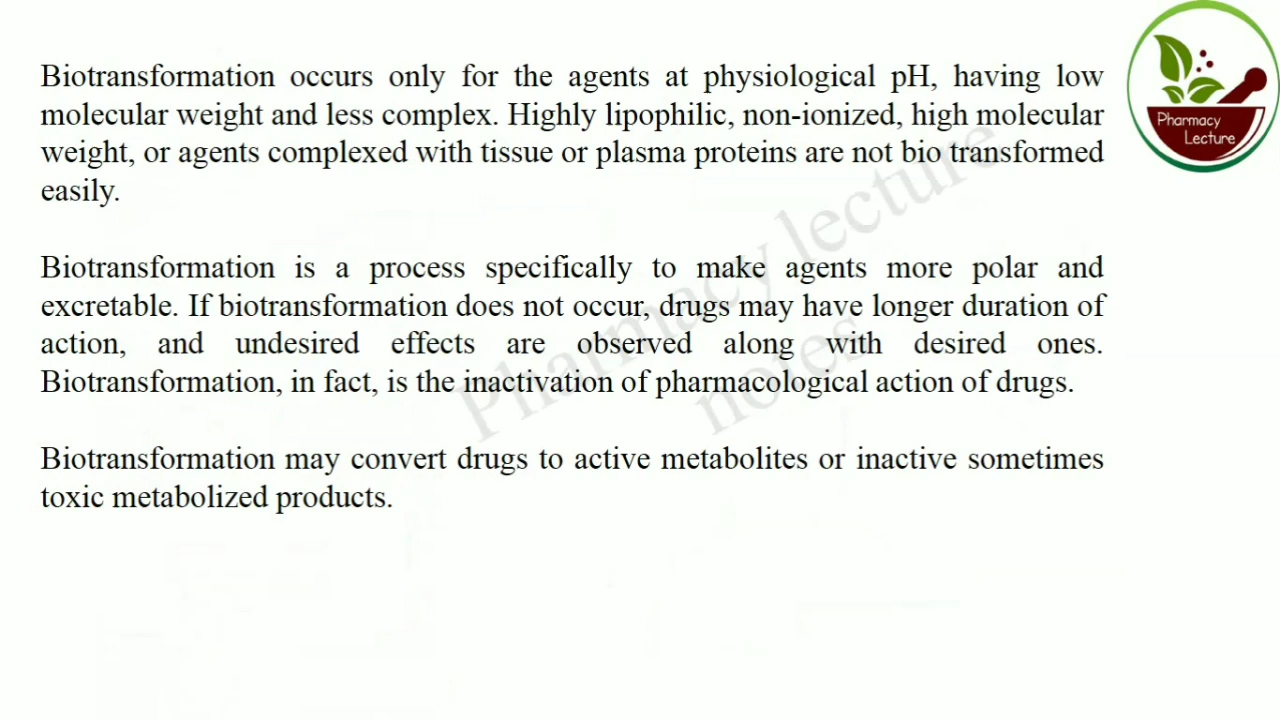 Biotransformation occurs only for the agents at physiological pH, having low
molecular weight and less complex. Highly lipophilic, non-ionized, high molecular
weight, or agents complexed with tissue or plasma proteins are not bio transformed
easily.
Biotransformation is a process specifically to make agents more polar and
excretable. If biotransformation does not occur, drugs may have longer duration of
action, and undesired effects are observed along with desired ones.
Biotransformation, in fact, is the inactivation of pharmacological action of drugs.
Biotransformation may convert drugs to active metabolites or inactive sometimes
toxic metabolized products.
Pharmacy
Lecture
Pharmacy lecture
notes